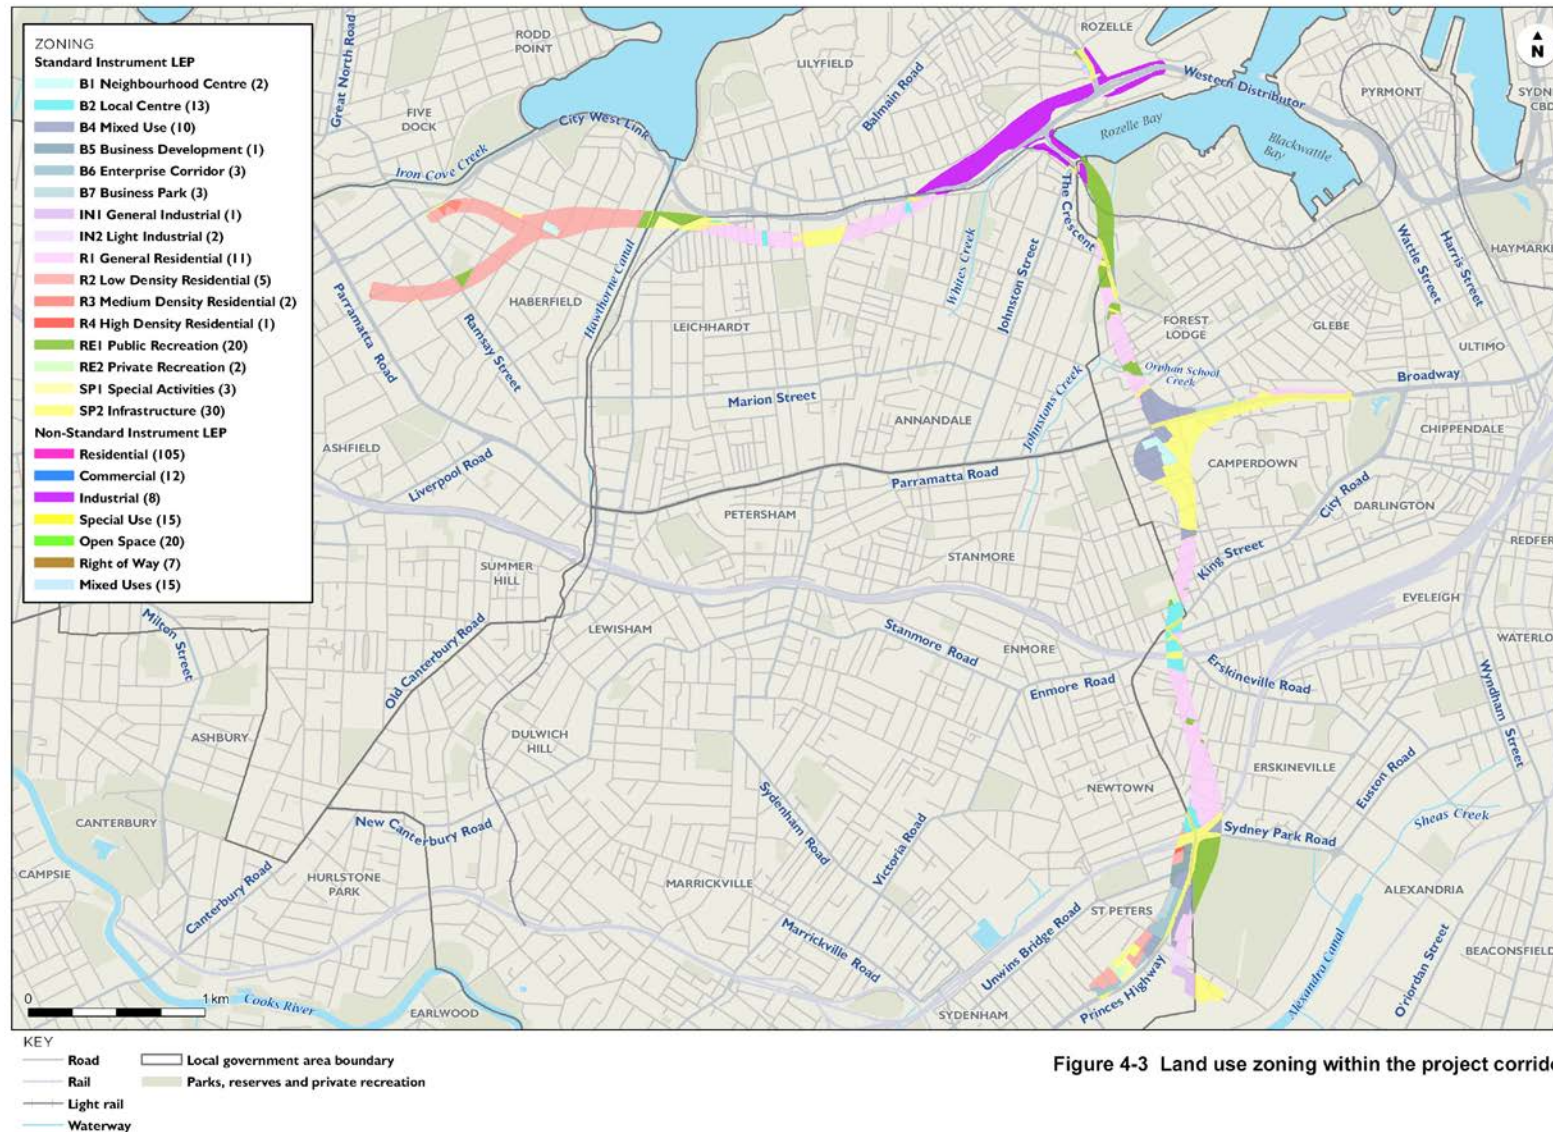 ZONING
Standard Instrument LEP
B1 Neighbourhood Centre (2)
B2 Local Centre (13)
B4 Mixed Use (10)
B5 Business Development (1)
B6 Enterprise Corridor (3)
B7 Business Park (3)
IN1 General Industrial (1)
IN2 Light Industrial (2)
R1 General Residential (11)
R2 Low Density Residential (5)
R3 Medium Density Residential (2)
R4 High Density Residential (1)
RE1 Public Recreation (20)
RE2 Private Recreation (2)
SP1 Special Activities (3)
SP2 Infrastructure (30)
Non-Standard Instrument LEP
Residential (105)
Commercial (12)
Industrial (8)
Special Use (15)
Open Space (20)
Right of Way (7)
Mixed Uses (15)
Great North Road
RODD
POINT
FIVE
DOCK
City West Link
Iron Cove Creek
LILYFIELD
Balmain Road
ROZELLE
Western Distributor
N
PYRMONT
SYDN
CBD
Rozelle Bay
Blackwattle
Bay
The Crescent
Whites Creek
Johnston Street
Wattle Street
Harris Street
HAYMARKE
Hawthorne Canal
HABERFIELD
Parramatta Road
Ramsay Street
LEICHHARDT
FOREST
LODGE
GLEBE
ULTIMO
Orphan School
Creek
Broadway
Marion Street
Johnstons Creek
ANNANDALE
CHIPPENDALE
ASHFIELD
Liverpool Road
Parramatta Road
CAMPERDOWN
City Road
DARLINGTON
PETERSHAM
STANMORE
King Street
REDFER
SUMMER
HILL
EVELEIGH
Milton Street
Old Canterbury Road
LEWISHAM
Stanmore Road
ENMORE
Enmore Road
Erskineville Road
WATERLO
Wyndham Street
ASHBURY
DULWICH
HILL
NEWTOWN
ERSKINEVILLE
Euston Road
CANTERBURY
New Canterbury Road
Sydenham Road
Victoria Road
Sydney Park Road
Sheas Creek
CAMPSIE
Canterbury Road
HURLSTONE
PARK
MARRICKVILLE
ST PETERS
ALEXANDRIA
Marrickville Road
Unwins Bridge Road
Princes Highway
Alexandra Canal
O'riordan Street
BEACONSFIELD
0
1 km
Cooks River
EARLWOOD
SYDENHAM
KEY
Road
Local government area boundary
Rail
Parks, reserves and private recreation
Light rail
Waterway
Figure 4-3 Land use zoning within the project corrido